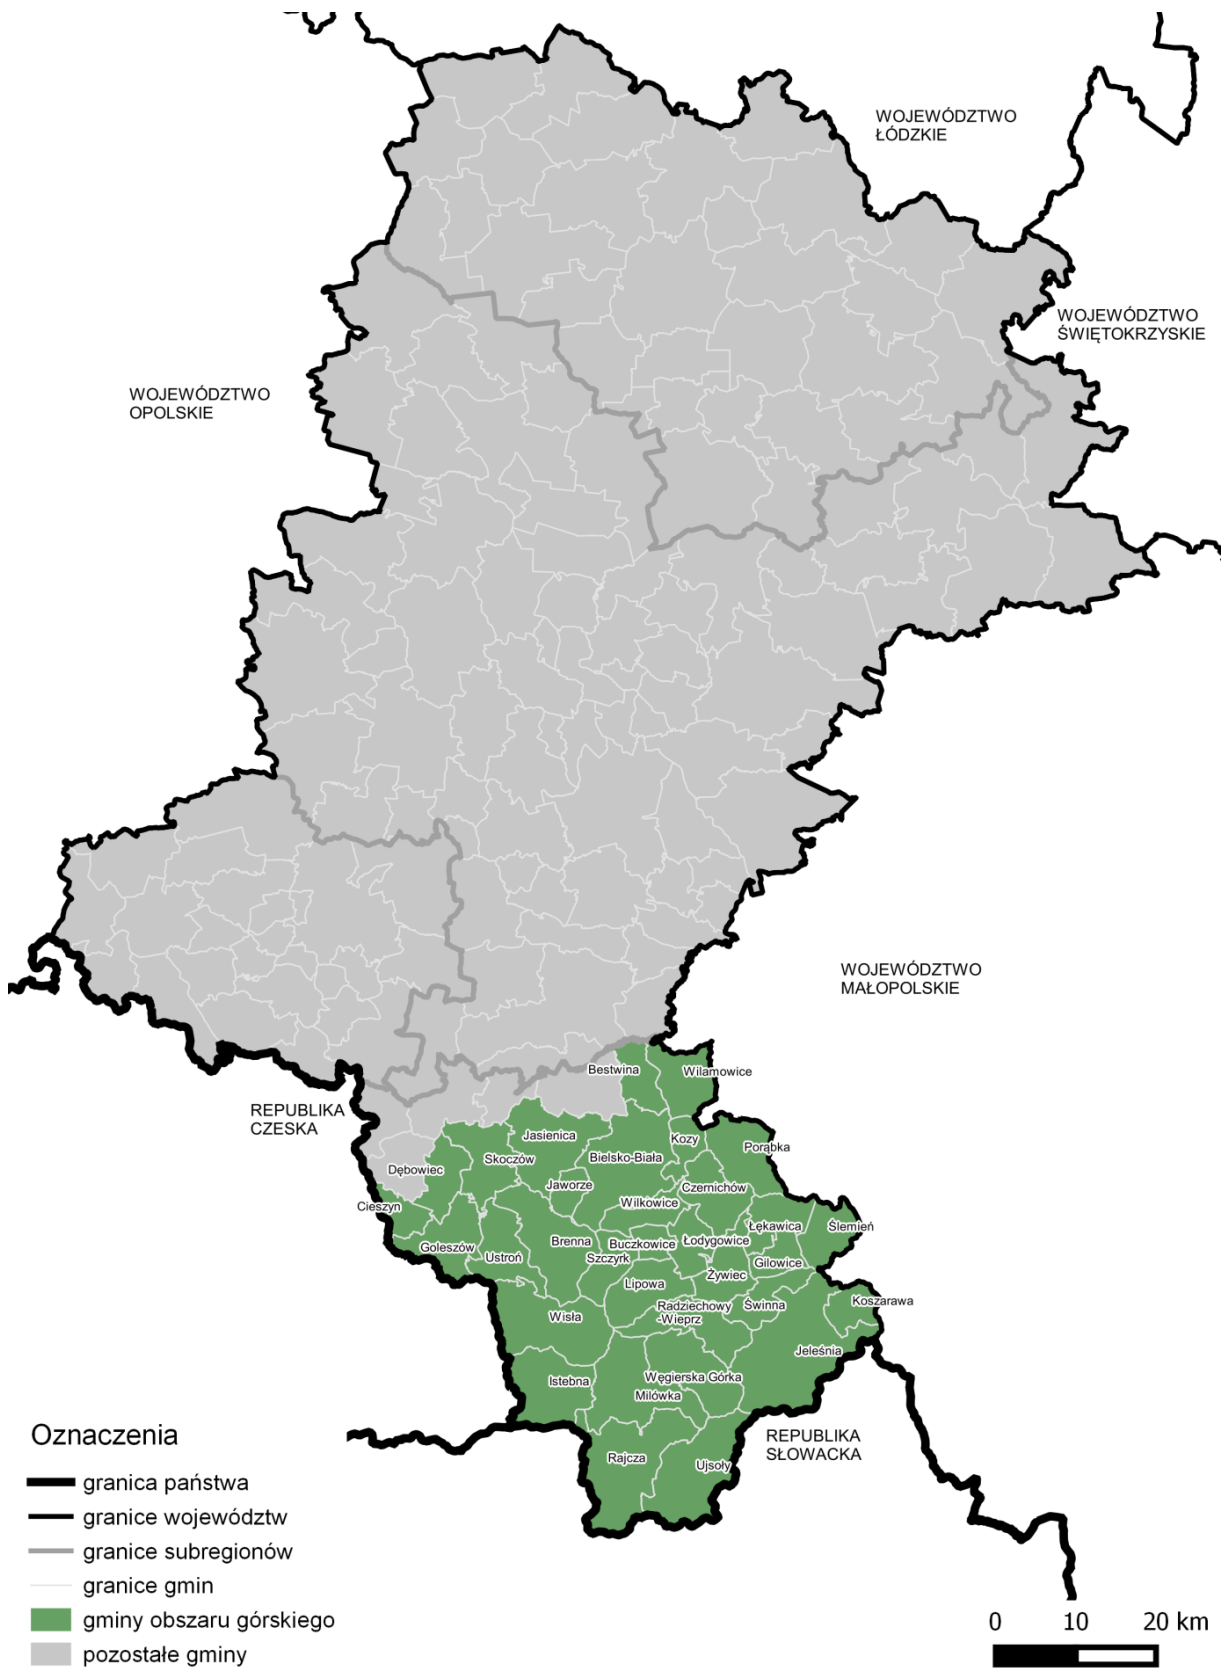 WOJEWÓDZTWO
ŁÓDZKIE
WOJEWÓDZTWO
ŚWIĘTOKRZYSKIE
WOJEWÓDZTWO
OPOLSKIE
WOJEWÓDZTWO
MAŁOPOLSKIE
REPUBLIKA
CZESKA
Bestwina
Wilamowice
Jasienica
Kozy
Porąbka
Skoczów
Bielsko-Biała
Dębowiec
Jaworze
Czernichów
Wilkowice
Cieszyn
Łękawica
Ślemień
Goleszów
Ustroń
Brenna
Buczkowice
Łodygowice
Szczyrk
Gilowice
Lipowa
Żywiec
Koszarawa
Wisła
Radziechowy
-Wieprz
Świnna
Jeleśnia
Istebna
Węgierska Górka
Milówka
Rajcza
Ujsoły
REPUBLIKA
SŁOWACKA
Oznaczenia
granica państwa
granice województw
granice subregionów
granice gmin
gminy obszaru górskiego
pozostałe gminy
0 10 20 km